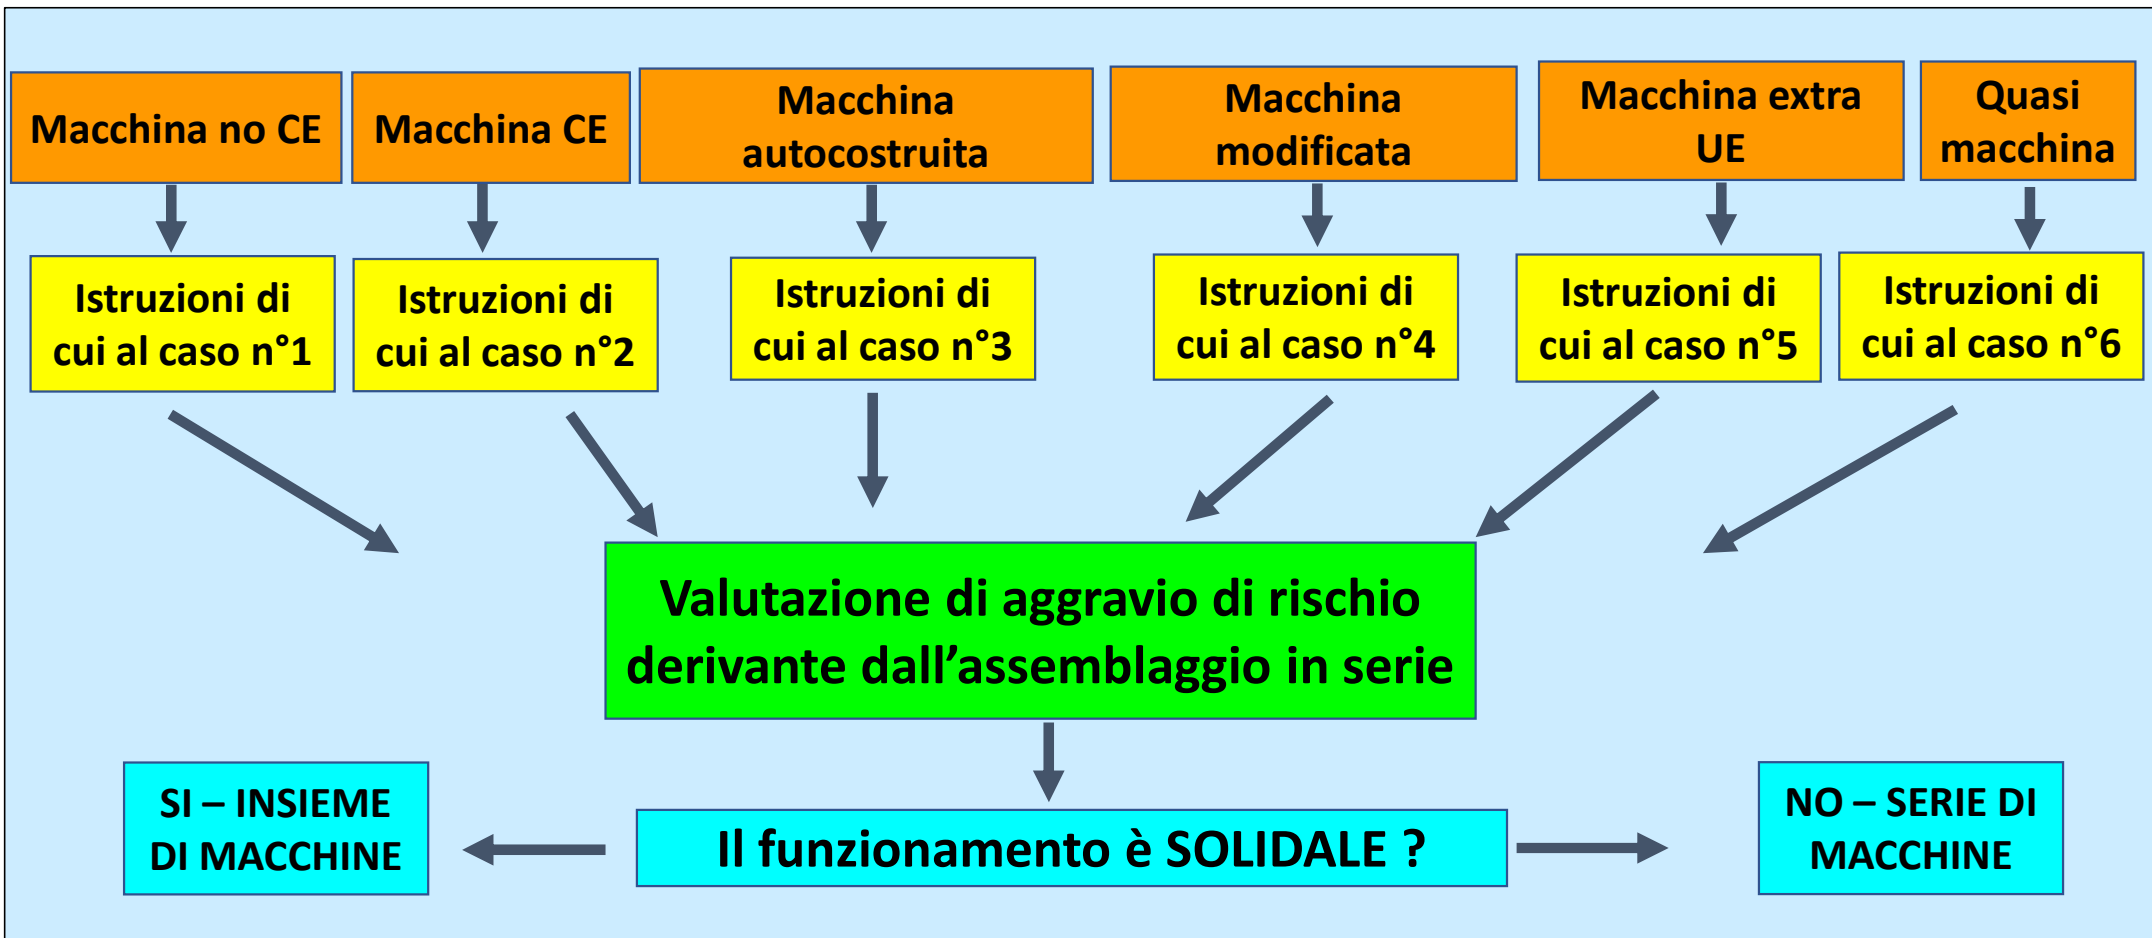 Macchina no CE
Macchina CE
Macchina
autocostruita
Macchina
modificata
Macchina extra
UE
Quasi
macchina
Istruzioni di
cui al caso n°1
Istruzioni di
cui al caso n°2
Istruzioni di
cui al caso n°3
Istruzioni di
cui al caso n°4
Istruzioni di
cui al caso n°5
Istruzioni di
cui al caso n°6
Valutazione di aggravio di rischio
derivante dall’assemblaggio in serie
SI – INSIEME
DI MACCHINE
Il funzionamento è SOLIDALE ?
NO – SERIE DI
MACCHINE